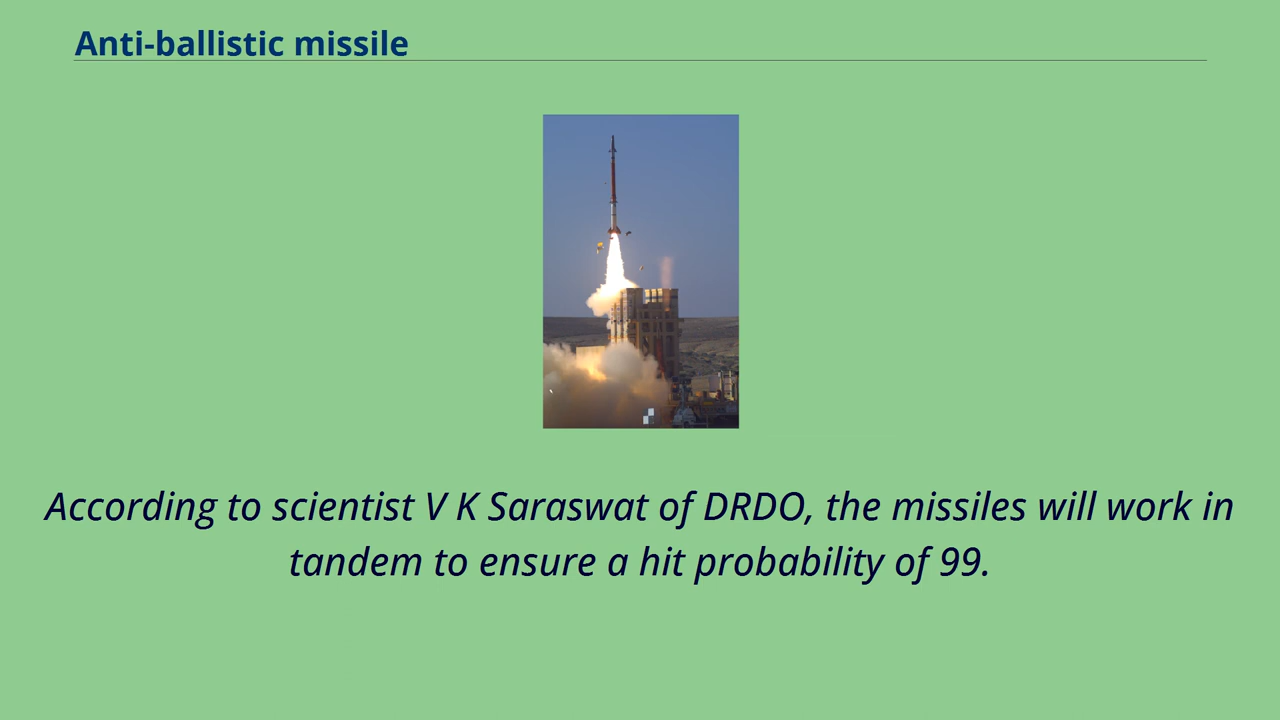 Anti-ballistic missile
According to scientist V K Saraswat of DRDO, the missiles will work in
tandem to ensure a hit probability of 99.